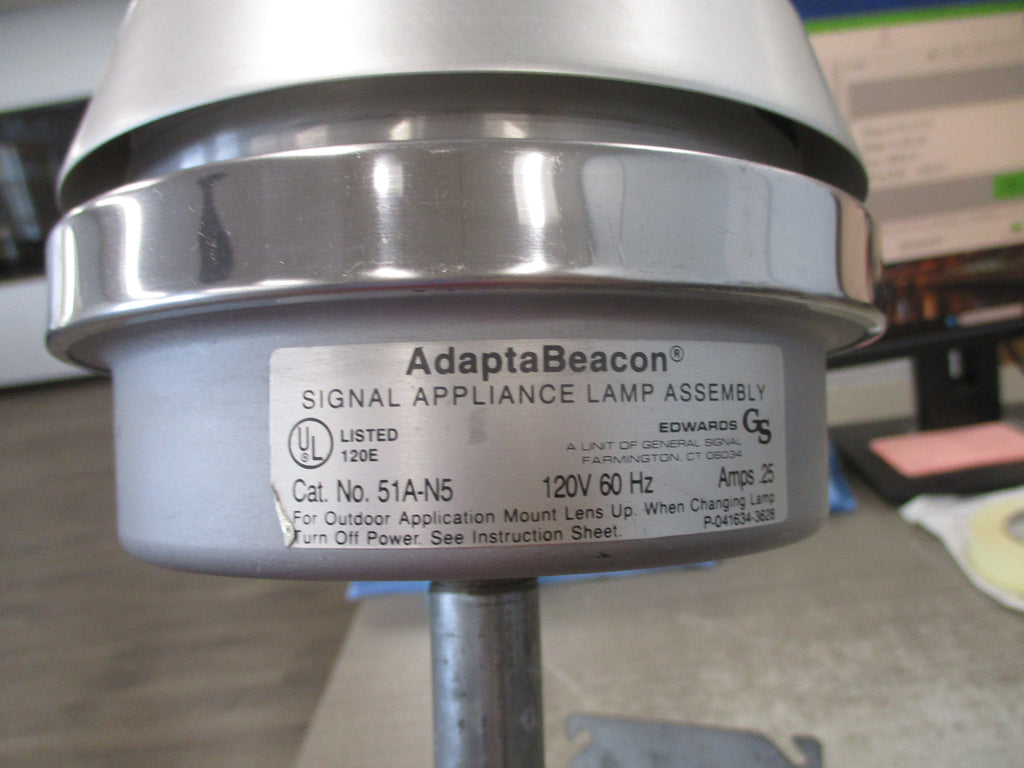 AdaptaBeacon®
SIGNAL APPLIANCE LAMP ASSEMBLY
UL ®
LISTED
120E
EDWARDS GS
A UNIT OF GENERAL SIGNAL
FARMINGTON, CT 06034
Cat. No. 51A-N5 120V 60 Hz Amps .25
For Outdoor Application Mount Lens Up. When Changing Lamp
Turn Off Power. See Instruction Sheet. P-041634-3628